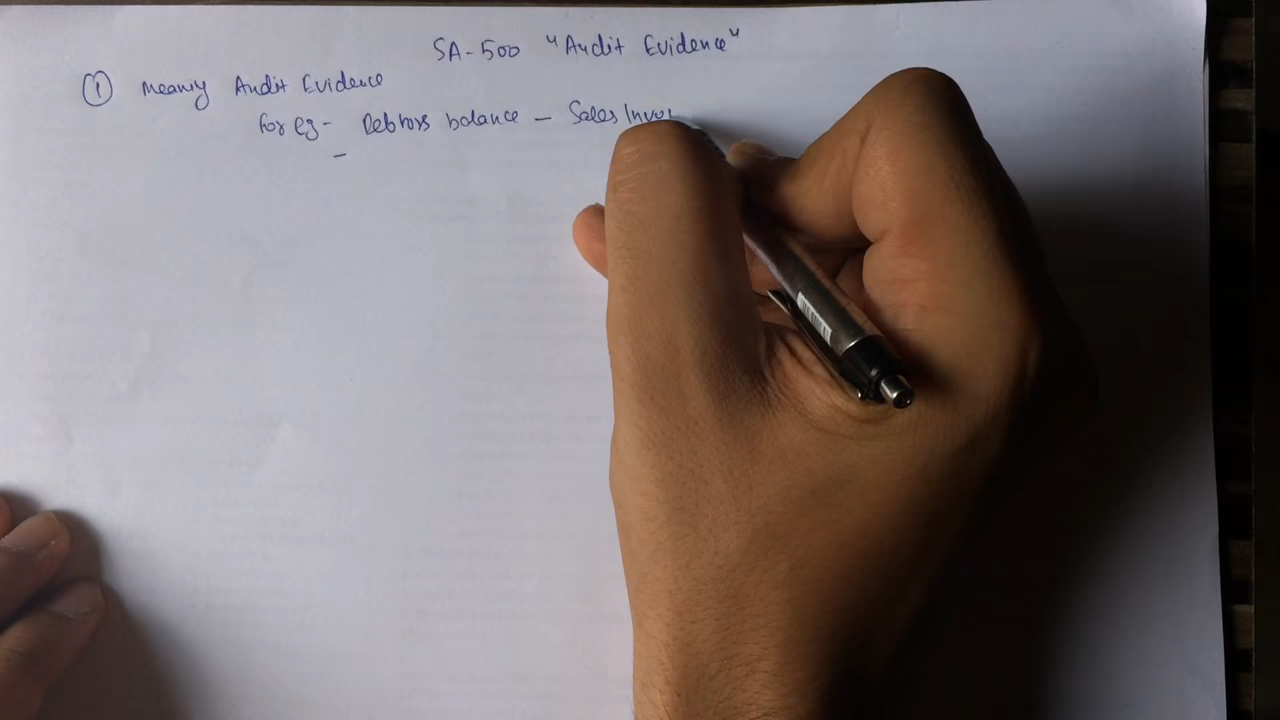 SA-500 "Audit Evidence"
① Meaning Audit Evidence
For eg- Debtors balance - Sales Invoi
-